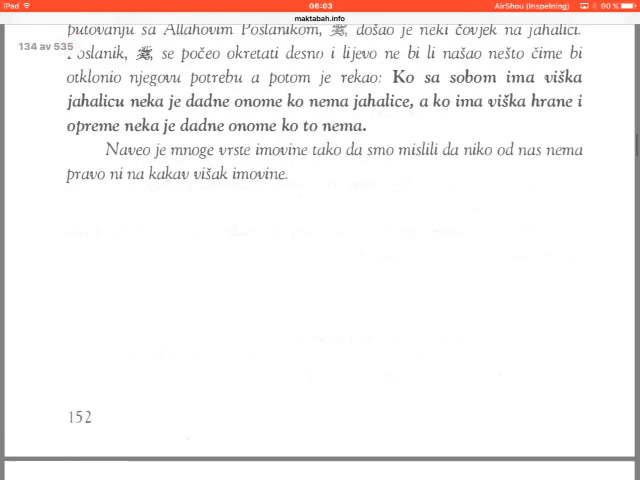 iPad 06:03 AirShou (Inspelning) 90 %
maktabah.info
putovanju sa Allahovim Poslanikom, ﷺ, došao je neki čovjek na jahalici.
134 av 535
Poslanik, ﷺ, se počeo okretati desno i lijevo ne bi li našao nešto čime bi
otklonio njegovu potrebu a potom je rekao: Ko sa sobom ima viška
jahalicu neka je dadne onome ko nema jahalice, a ko ima viška hrane i
opreme neka je dadne onome ko to nema.
Naveo je mnoge vrste imovine tako da smo mislili da niko od nas nema
pravo ni na kakav višak imovine.
152